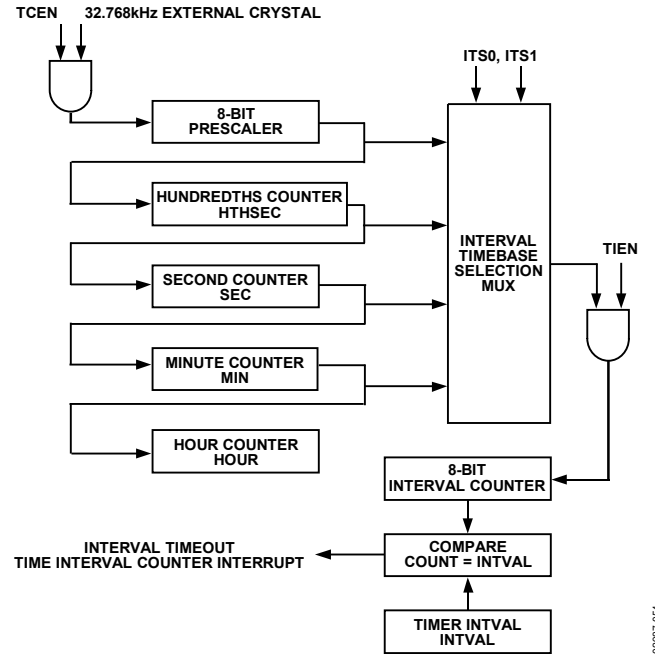 TCEN 32.768kHz EXTERNAL CRYSTAL
ITS0, ITS1
8-BIT
PRESCALER
HUNDREDTHS COUNTER
HTHSEC
INTERVAL
TIMEBASE
SELECTION
MUX
TIEN
SECOND COUNTER
SEC
MINUTE COUNTER
MIN
HOUR COUNTER
HOUR
8-BIT
INTERVAL COUNTER
INTERVAL TIMEOUT
TIME INTERVAL COUNTER INTERRUPT
COMPARE
COUNT = INTVAL
TIMER INTVAL
INTVAL